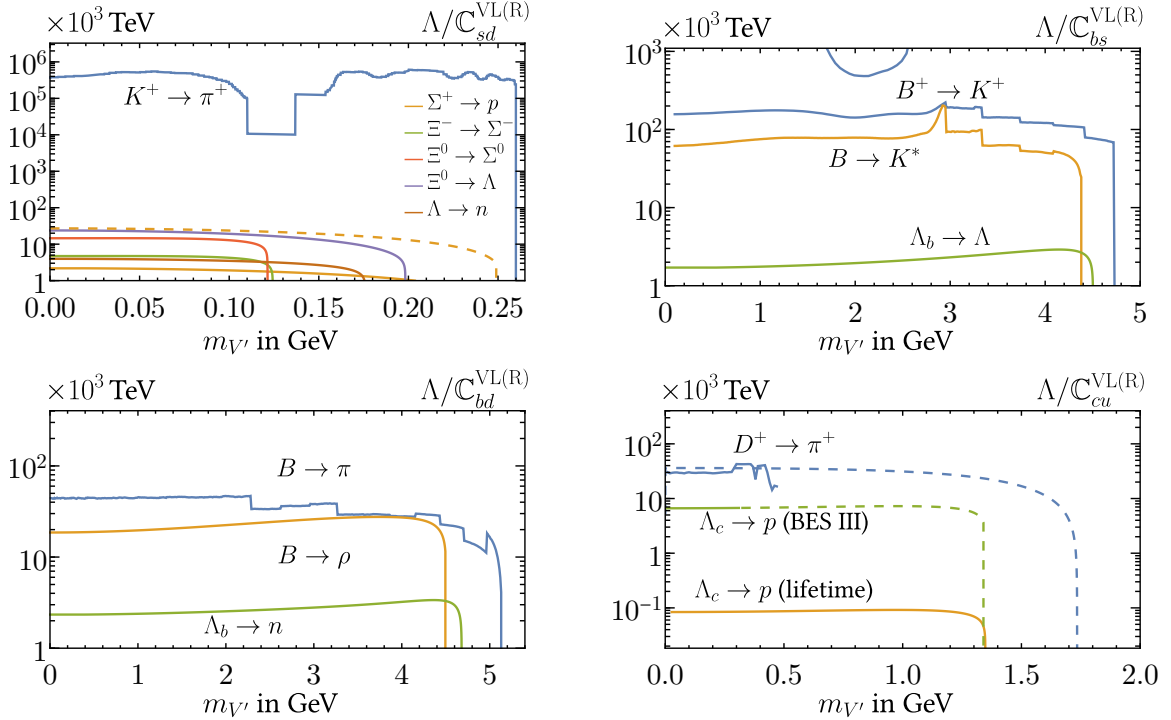 ×10³ TeV
Λ/ℂ_sd^VL(R)
10⁶
10⁵
10⁴
10³
10²
10
1
K⁺ → π⁺
Σ⁺ → p
Ξ⁻ → Σ⁻
Ξ⁰ → Σ⁰
Ξ⁰ → Λ
Λ → n
0.00 0.05 0.10 0.15 0.20 0.25
m_V′ in GeV
×10³ TeV
Λ/ℂ_bs^VL(R)
10³
10²
10
1
B⁺ → K⁺
B → K*
Λ_b → Λ
0 1 2 3 4 5
m_V′ in GeV
×10³ TeV
Λ/ℂ_bd^VL(R)
10²
10
1
B → π
B → ρ
Λ_b → n
0 1 2 3 4 5
m_V′ in GeV
×10³ TeV
Λ/ℂ_cu^VL(R)
10²
10
1
10⁻¹
D⁺ → π⁺
Λ_c → p (BES III)
Λ_c → p (lifetime)
0.0 0.5 1.0 1.5 2.0
m_V′ in GeV